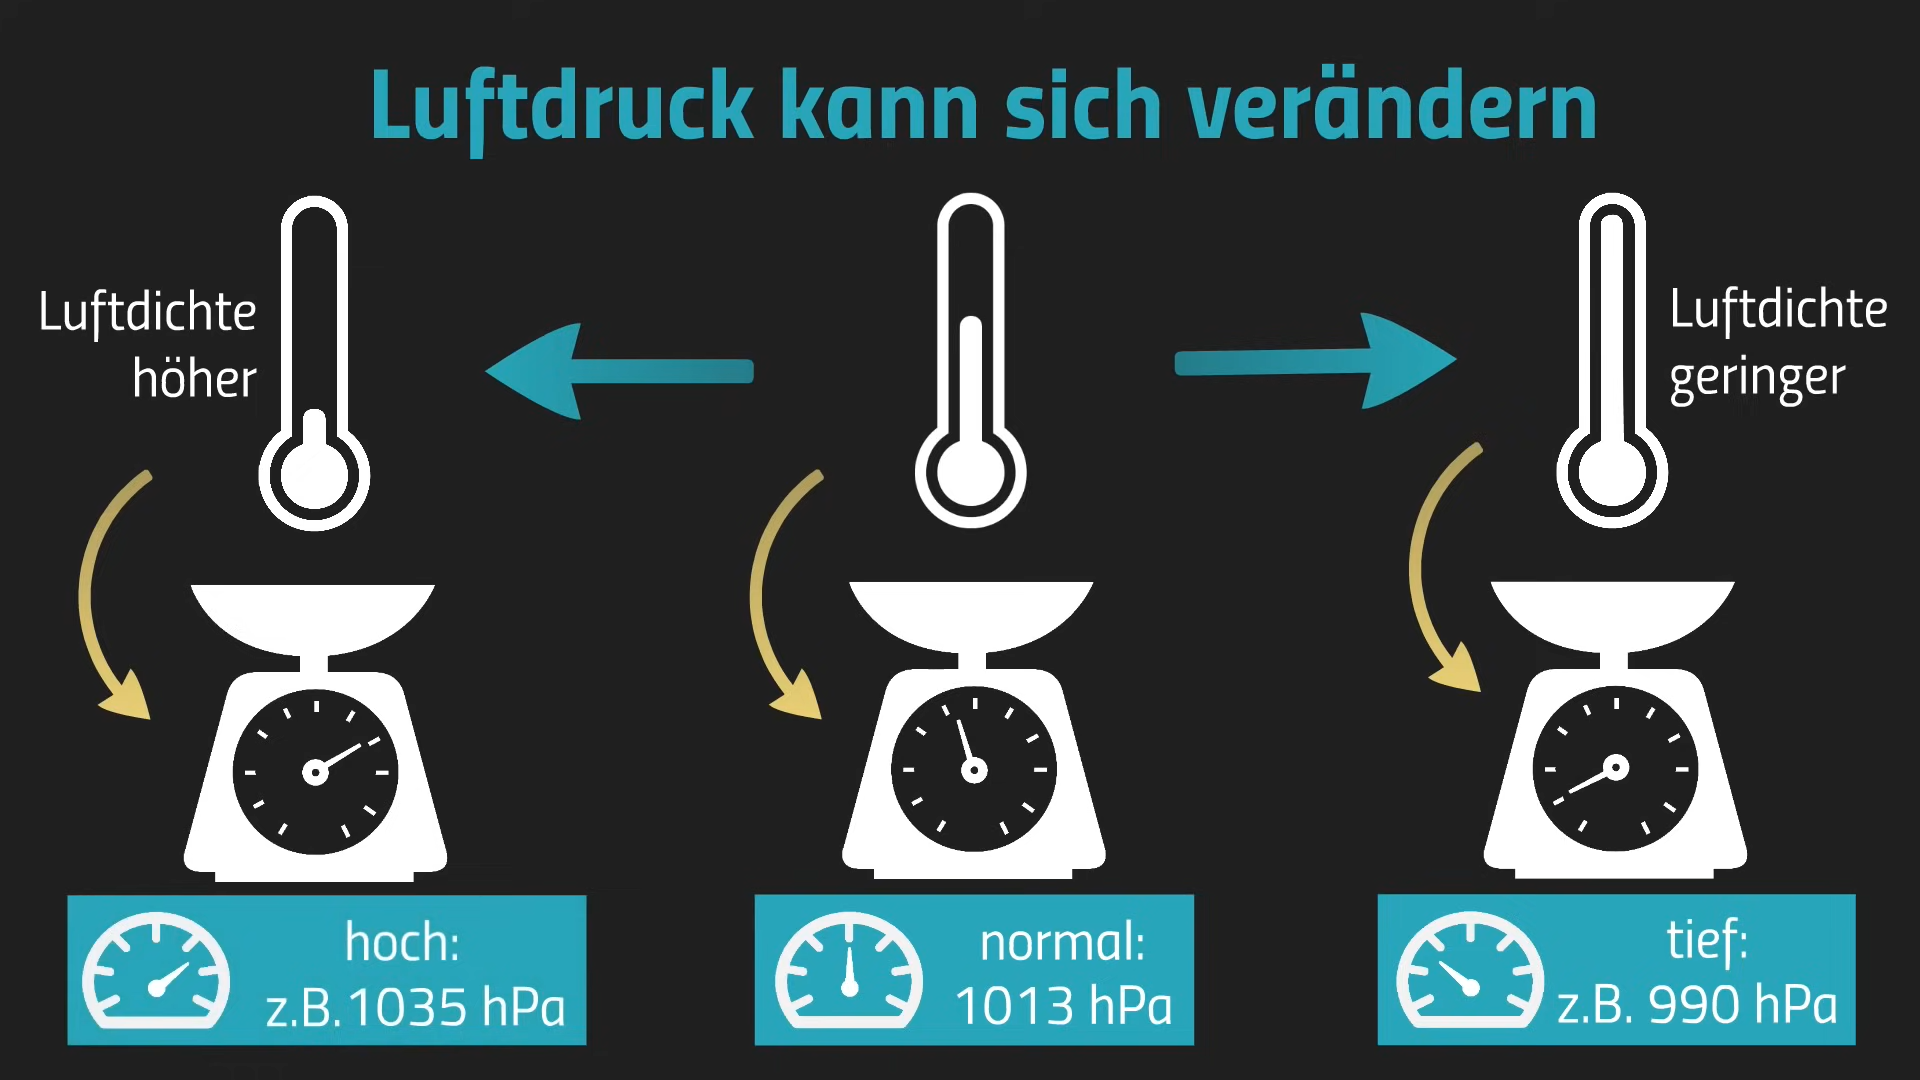 Luftdruck kann sich verändern
Luftdichte
höher
Luftdichte
geringer
hoch:
z.B. 1035 hPa
normal:
1013 hPa
tief:
z.B. 990 hPa